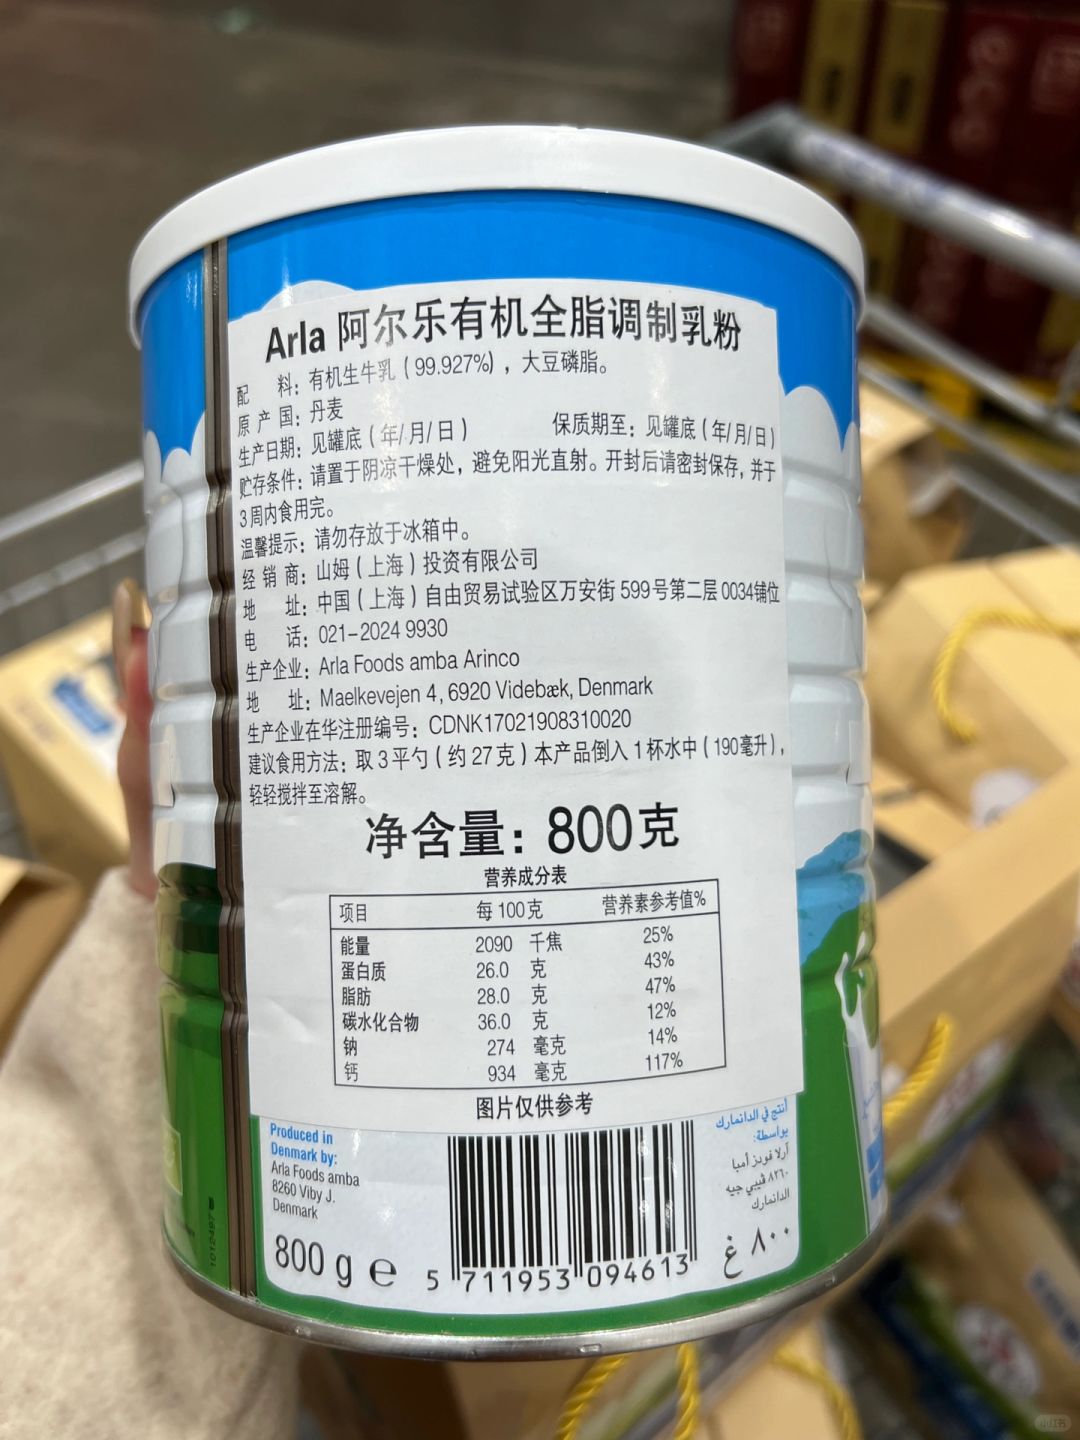 Arla 阿尔乐有机全脂调制乳粉
配 料：有机生牛乳（99.927%），大豆磷脂。
原 产 国：丹麦
生产日期：见罐底（年/月/日） 保质期至：见罐底（年/月/日）
贮存条件：请置于阴凉干燥处，避免阳光直射。开封后请密封保存，并于
3周内食用完。
温馨提示：请勿存放于冰箱中。
经 销 商：山姆（上海）投资有限公司
地 址：中国（上海）自由贸易试验区万安街599号第二层0034铺位
电 话：021-2024 9930
生产企业：Arla Foods amba Arinco
地 址：Maelkevejen 4, 6920 Videbæk, Denmark
生产企业在华注册编号：CDNK17021908310020
建议食用方法：取3平勺（约27克）本产品倒入1杯水中（190毫升），
轻轻搅拌至溶解。
净含量：800克
营养成分表
项目 每100克 营养素参考值%
能量 2090 千焦 25%
蛋白质 26.0 克 43%
脂肪 28.0 克 47%
碳水化合物 36.0 克 12%
钠 274 毫克 14%
钙 934 毫克 117%
图片仅供参考
Produced in
Denmark by:
Arla Foods amba
8260 Viby J.
Denmark
800 g e
5 711953 094613
أنتج في الدانمارك
بواسطة:
آرلا فودز أمبا
٨٢٦٠ ڤيبي جيه
الدانمارك
٨٠٠ غ
小红书